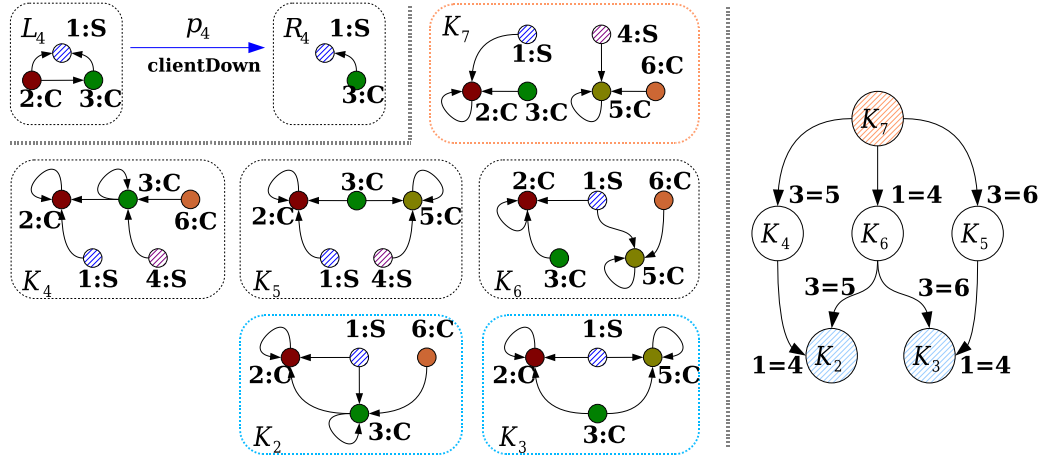 L4 1:S
2:C 3:C
p4
clientDown
R4 1:S
3:C
K7 1:S 4:S
6:C
2:C 3:C 5:C
3:C
2:C 6:C
1:S 4:S
K4
3:C
2:C 5:C
1:S 4:S
K5
2:C 1:S 6:C
3:C 5:C
K6
1:S 6:C
2:C
3:C
K2
1:S
2:C 5:C
3:C
K3
K7
3=5 1=4 3=6
K4 K6 K5
3=5 3=6
1=4 K2 K3 1=4